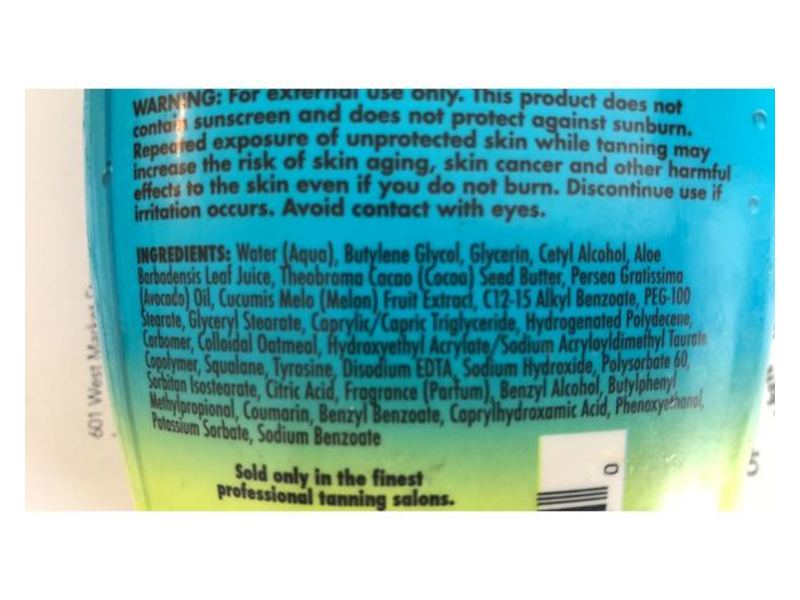 WARNING: For external use only. This product does not
contain sunscreen and does not protect against sunburn.
Repeated exposure of unprotected skin while tanning may
increase the risk of skin aging, skin cancer and other harmful
effects to the skin even if you do not burn. Discontinue use if
irritation occurs. Avoid contact with eyes.
INGREDIENTS: Water (Aqua), Butylene Glycol, Glycerin, Cetyl Alcohol, Aloe
Barbadensis Leaf Juice, Theobroma Cacao (Cocoa) Seed Butter, Persea Gratissima
(Avocado) Oil, Cucumis Melo (Melon) Fruit Extract, C12-15 Alkyl Benzoate, PEG-100
Stearate, Glyceryl Stearate, Caprylic/Capric Triglyceride, Hydrogenated Polydecene,
Carbomer, Colloidal Oatmeal, Hydroxyethyl Acrylate/Sodium Acryloyldimethyl Taurate
Copolymer, Squalane, Tyrosine, Disodium EDTA, Sodium Hydroxide, Polysorbate 60,
Sorbitan Isostearate, Citric Acid, Fragrance (Parfum), Benzyl Alcohol, Butylphenyl
Methylpropional, Coumarin, Benzyl Benzoate, Caprylhydroxamic Acid, Phenoxyethanol,
Potassium Sorbate, Sodium Benzoate
Sold only in the finest
professional tanning salons.
0
601 West Market